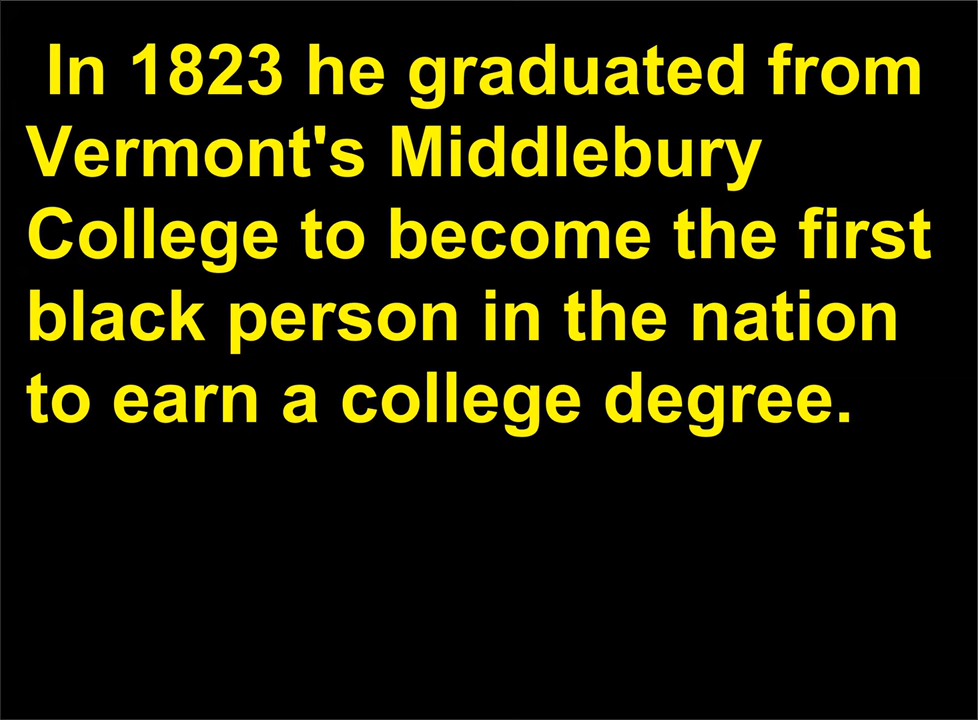 In 1823 he graduated from
Vermont's Middlebury
College to become the first
black person in the nation
to earn a college degree.